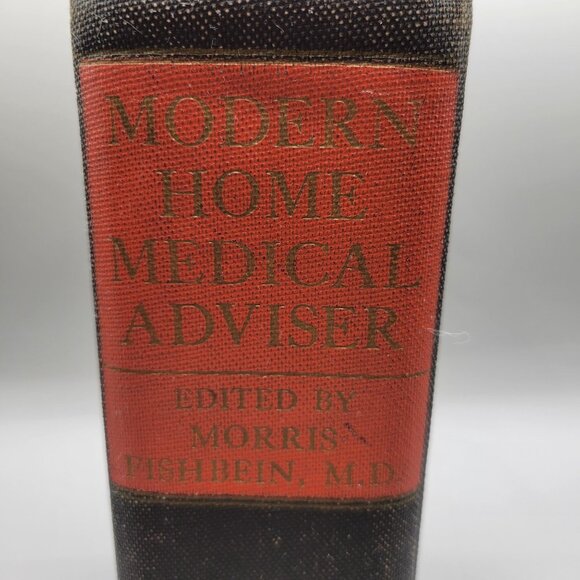 MODERN
HOME
MEDICAL
ADVISER
EDITED BY
MORRIS
FISHBEIN, M.D.